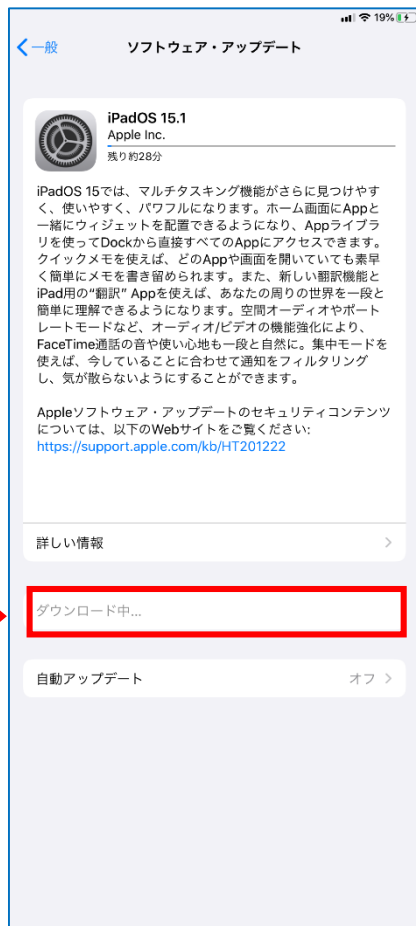 19%
一般 ソフトウェア・アップデート
iPadOS 15.1
Apple Inc.
残り約28分
iPadOS 15では、マルチタスキング機能がさらに見つけやす
く、使いやすく、パワフルになります。ホーム画面にAppと
一緒にウィジェットを配置できるようになり、Appライブラ
リを使ってDockから直接すべてのAppにアクセスできます。
クイックメモを使えば、どのAppや画面を開いていても素早
く簡単にメモを書き留められます。また、新しい翻訳機能と
iPad用の“翻訳” Appを使えば、あなたの周りの世界を一段と
簡単に理解できるようになります。空間オーディオやポート
レートモードなど、オーディオ/ビデオの機能強化により、
FaceTime通話の音や使い心地も一段と自然に。集中モードを
使えば、今していることに合わせて通知をフィルタリング
し、気が散らないようにすることができます。
Appleソフトウェア・アップデートのセキュリティコンテンツ
については、以下のWebサイトをご覧ください:
https://support.apple.com/kb/HT201222
詳しい情報
ダウンロード中...
自動アップデート オフ